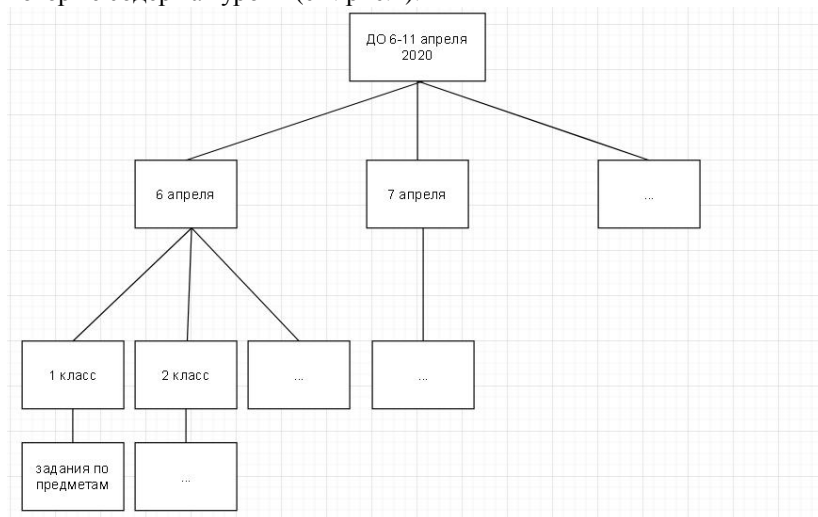 ДО 6-11 апреля
2020
6 апреля
7 апреля
...
1 класс
2 класс
...
...
задания по
предметам
...